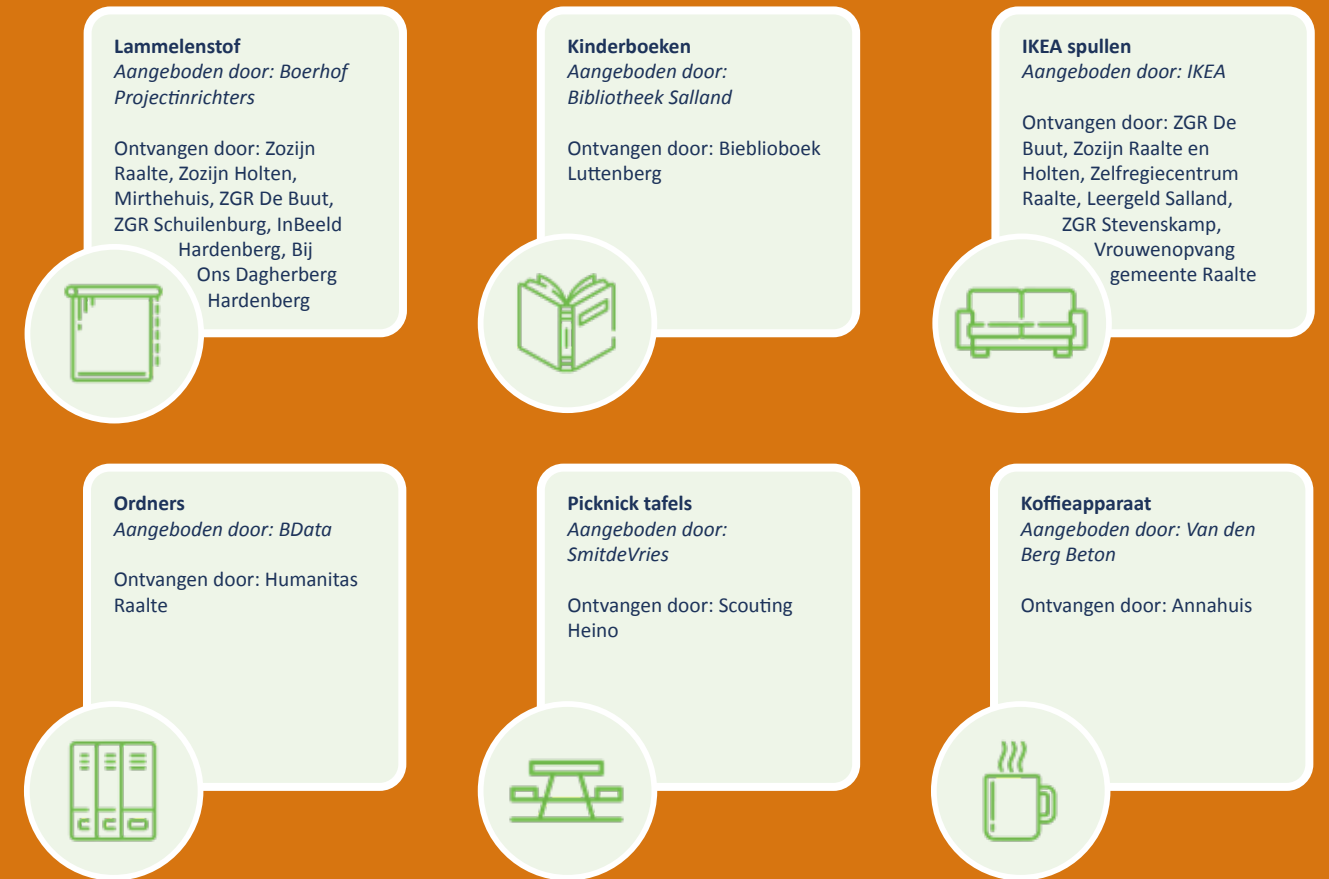 Lammelenstof
Aangeboden door: Boerhof
Projectinrichters
Ontvangen door: Zozijn
Raalte, Zozijn Holten,
Mirthehuis, ZGR De Buut,
ZGR Schuilenburg, InBeeld
Hardenberg, Bij
Ons Dagherberg
Hardenberg
Kinderboeken
Aangeboden door:
Bibliotheek Salland
Ontvangen door: Bieblioboek
Luttenberg
IKEA spullen
Aangeboden door: IKEA
Ontvangen door: ZGR De
Buut, Zozijn Raalte en
Holten, Zelfregiecentrum
Raalte, Leergeld Salland,
ZGR Stevenskamp,
Vrouwenopvang
gemeente Raalte
Ordners
Aangeboden door: BData
Ontvangen door: Humanitas
Raalte
Picknick tafels
Aangeboden door:
SmitdeVries
Ontvangen door: Scouting
Heino
Koffieapparaat
Aangeboden door: Van den
Berg Beton
Ontvangen door: Annahuis